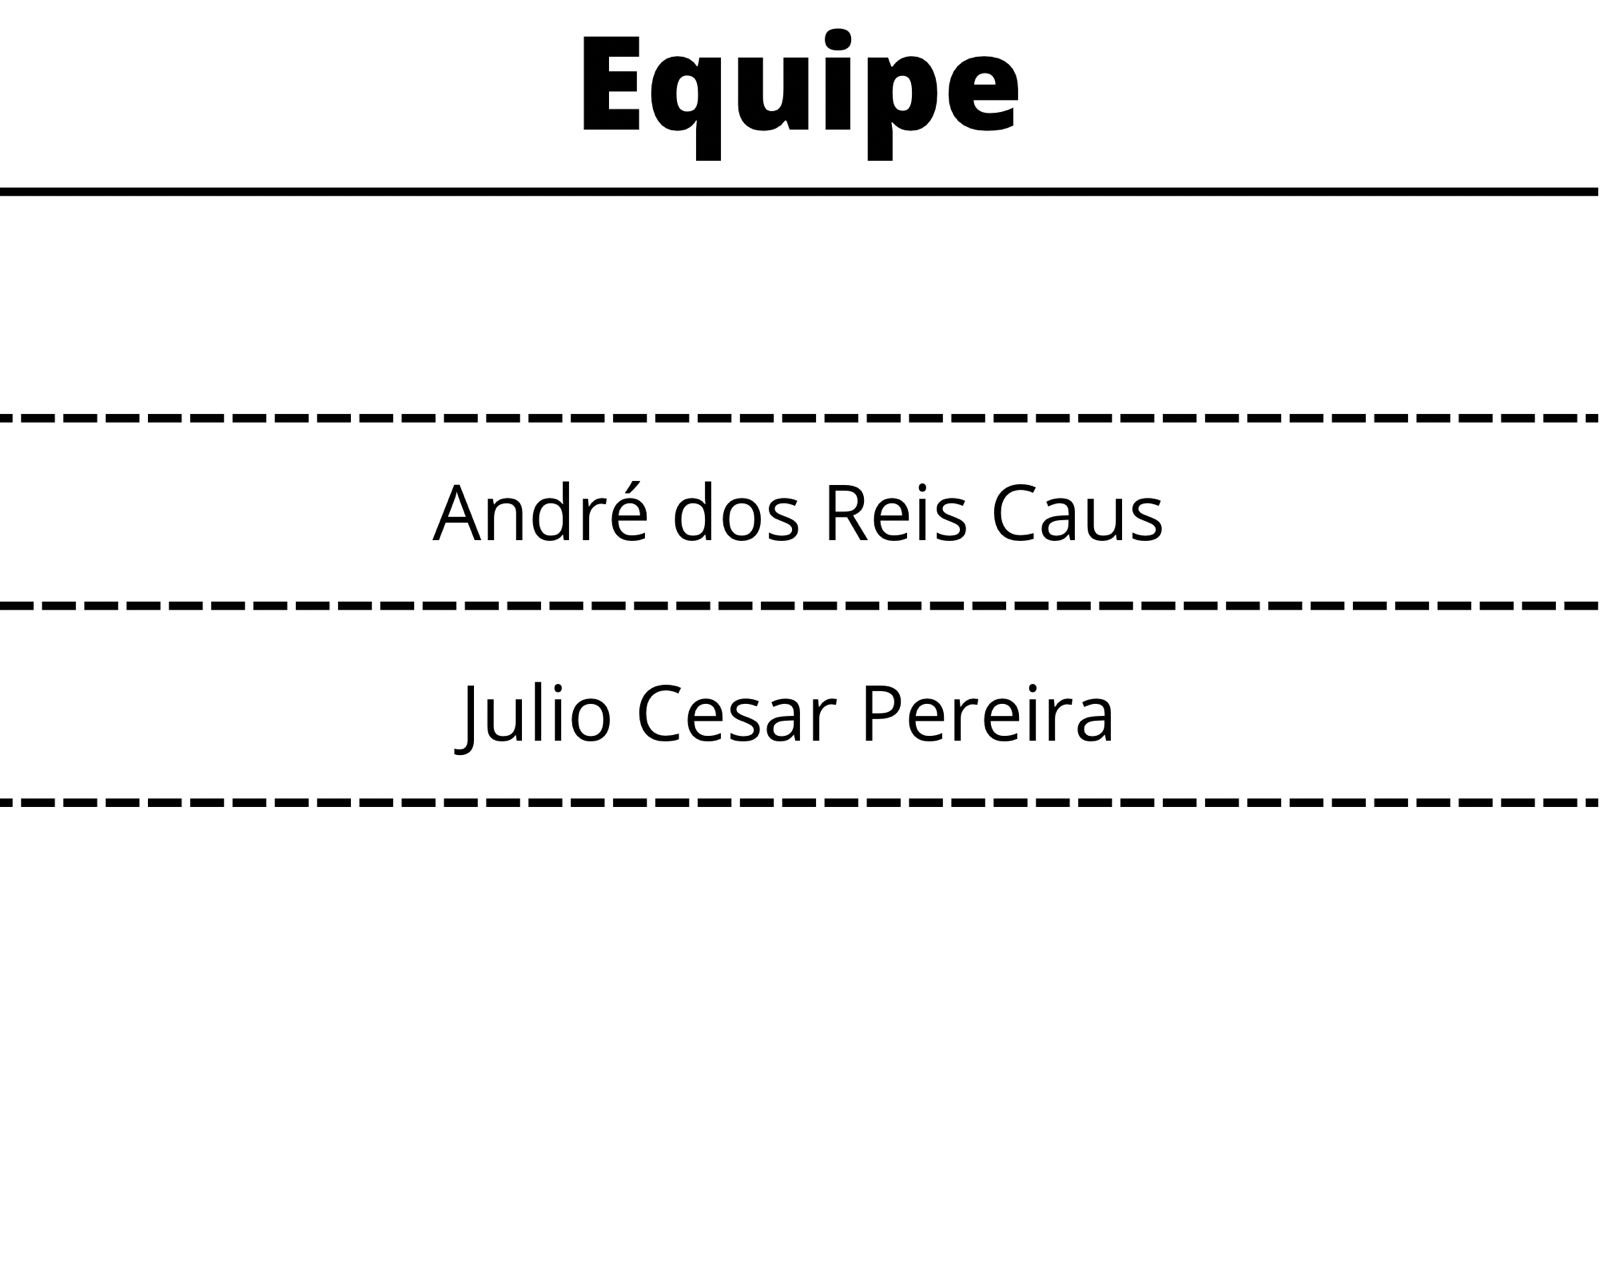 Equipe
André dos Reis Caus
Julio Cesar Pereira